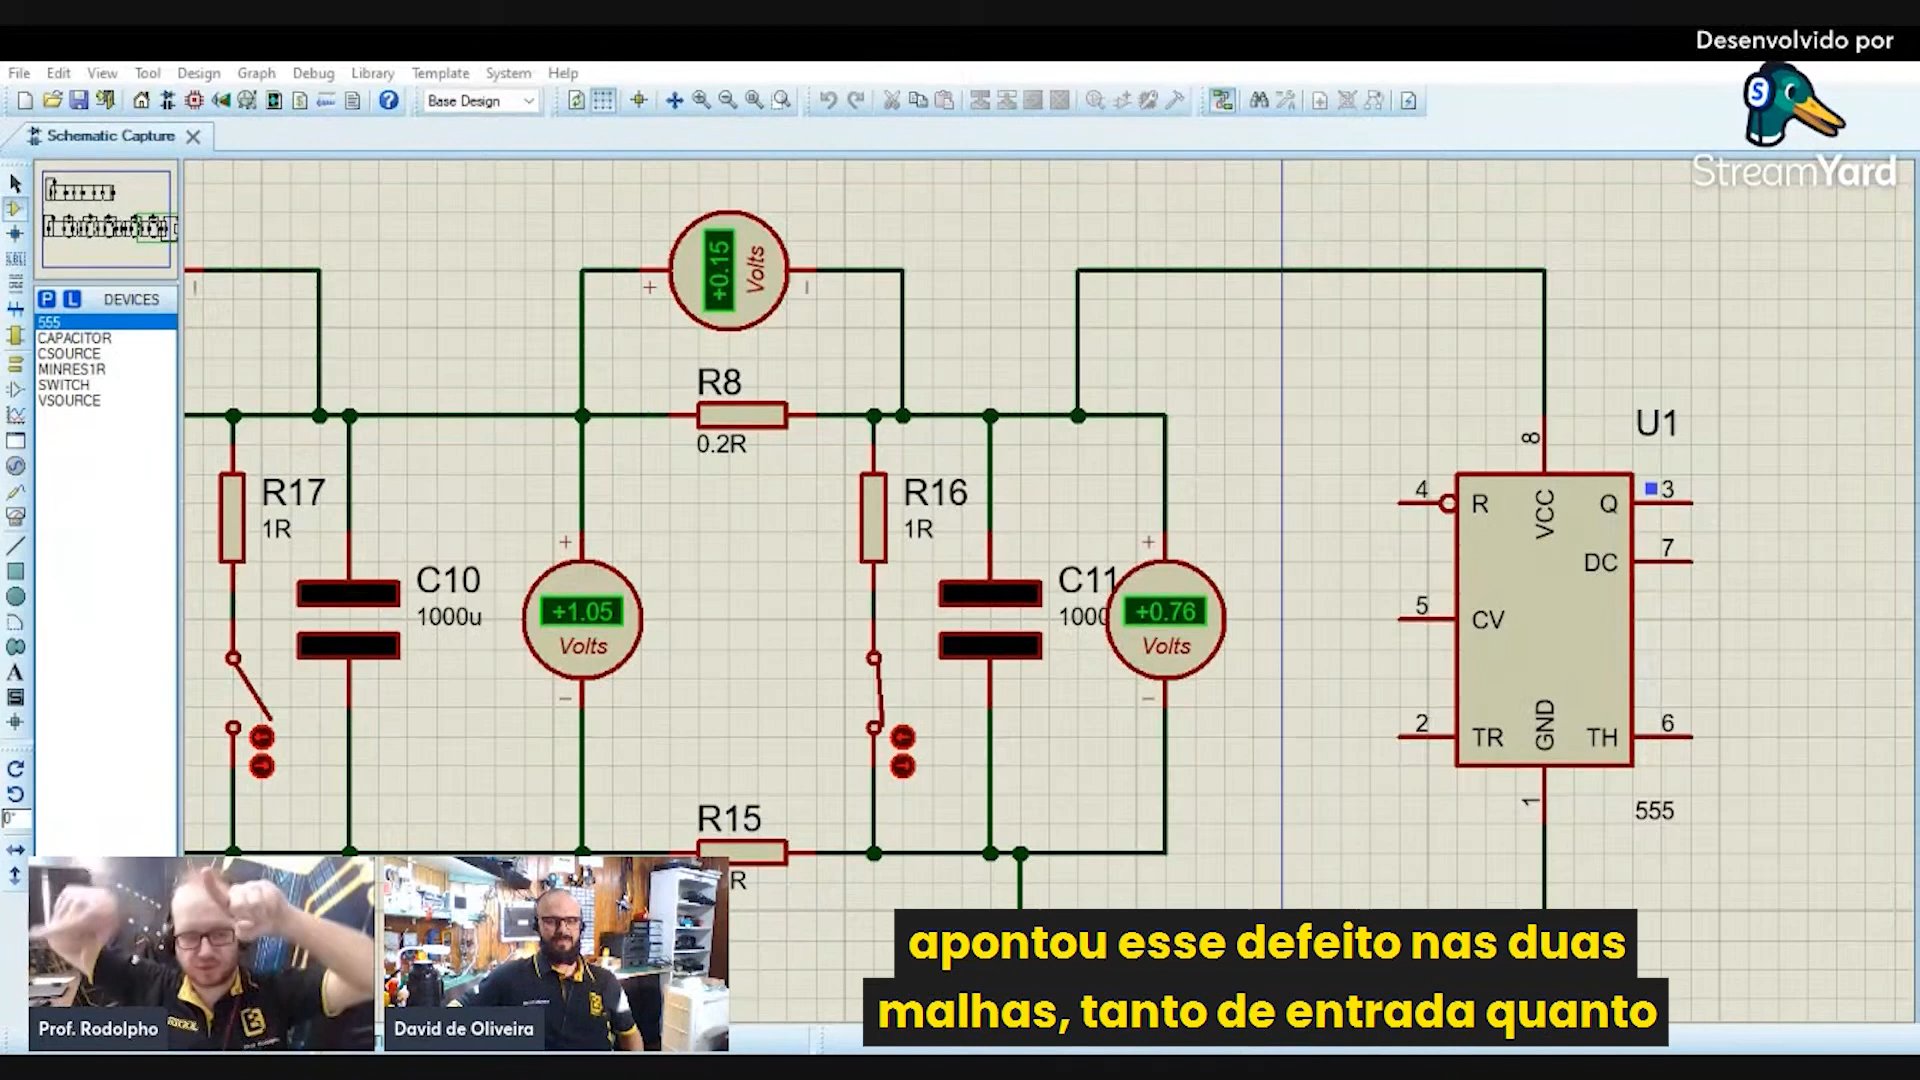 Desenvolvido por
StreamYard
File Edit View Tool Design Graph Debug Library Template System Help
Base Design
Schematic Capture
P L DEVICES
555
CAPACITOR
CSOURCE
MINRES1R
SWITCH
VSOURCE
+0.15
Volts
R8
0.2R
R17
1R
C10
1000u
+1.05
Volts
R16
1R
C11
+0.76
Volts
R15
R
U1
8
4
R
VCC
Q
3
DC
7
5
CV
2
TR
GND
TH
6
1
555
Prof. Rodolpho
David de Oliveira
apontou esse defeito nas duas
malhas, tanto de entrada quanto